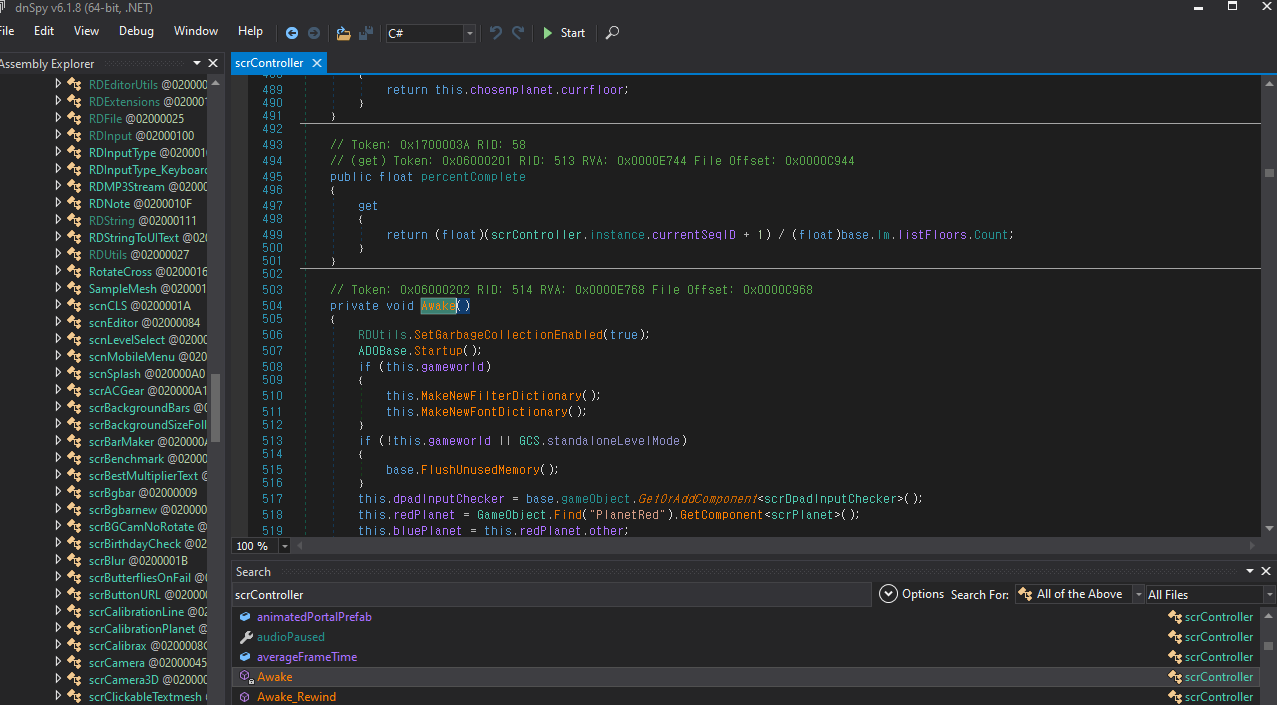 dnSpy v6.1.8 (64-bit, .NET)
File Edit View Debug Window Help C# Start
Assembly Explorer
RDEditorUtils @020000
RDExtensions @020001
RDFile @02000025
RDInput @02000100
RDInputType @020001
RDInputType_Keyboard
RDMP3Stream @02000
RDNote @0200010F
RDString @02000111
RDStringToUIText @020
RDUtils @02000027
RotateCross @0200016
SampleMesh @020001
scnCLS @0200001A
scnEditor @02000084
scnLevelSelect @02000
scnMobileMenu @020
scnSplash @020000A0
scrACGear @020000A1
scrBackgroundBars @0
scrBackgroundSizeFoll
scrBarMaker @020000A
scrBenchmark @02000
scrBestMultiplierText @
scrBgbar @02000009
scrBgbarnew @020000
scrBGCamNoRotate @
scrBirthdayCheck @02
scrBlur @0200001B
scrButterfliesOnFail @0
scrButtonURL @02000
scrCalibrationLine @02
scrCalibrationPlanet @
scrCalibrax @0200008C
scrCamera @02000045
scrCamera3D @02000
scrClickableTextmesh
scrController
488 {
489 return this.chosenplanet.currfloor;
490 }
491 }
492
493 // Token: 0x1700003A RID: 58
494 // (get) Token: 0x06000201 RID: 513 RVA: 0x0000E744 File Offset: 0x0000C944
495 public float percentComplete
496 {
497 get
498 {
499 return (float)(scrController.instance.currentSeqID + 1) / (float)base.lm.listFloors.Count;
500 }
501 }
502
503 // Token: 0x06000202 RID: 514 RVA: 0x0000E768 File Offset: 0x0000C968
504 private void Awake()
505 {
506 RDUtils.SetGarbageCollectionEnabled(true);
507 ADOBase.Startup();
508 if (this.gameworld)
509 {
510 this.MakeNewFilterDictionary();
511 this.MakeNewFontDictionary();
512 }
513 if (!this.gameworld || GCS.standaloneLevelMode)
514 {
515 base.FlushUnusedMemory();
516 }
517 this.dpadInputChecker = base.gameObject.GetOrAddComponent<scrDpadInputChecker>();
518 this.redPlanet = GameObject.Find("PlanetRed").GetComponent<scrPlanet>();
519 this.bluePlanet = this.redPlanet.other;
100 %
Search
scrController Options Search For: All of the Above All Files
animatedPortalPrefab scrController
audioPaused scrController
averageFrameTime scrController
Awake scrController
Awake_Rewind scrController